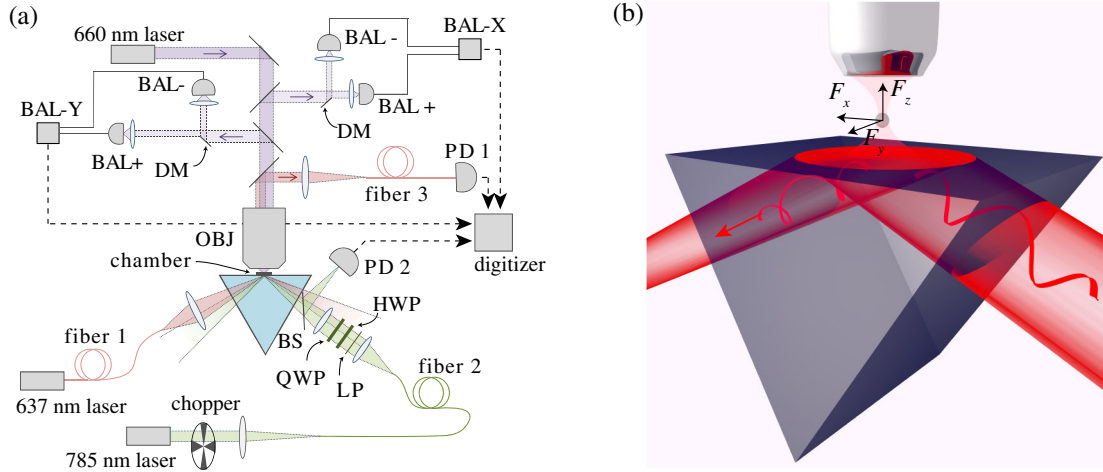 (a)
660 nm laser
BAL -
BAL-X
BAL-
BAL-Y
BAL +
DM
BAL+
DM
PD 1
fiber 3
OBJ
digitizer
chamber
PD 2
HWP
fiber 1
BS
QWP
LP
fiber 2
637 nm laser
chopper
785 nm laser
(b)
F_x
F_z
F_y